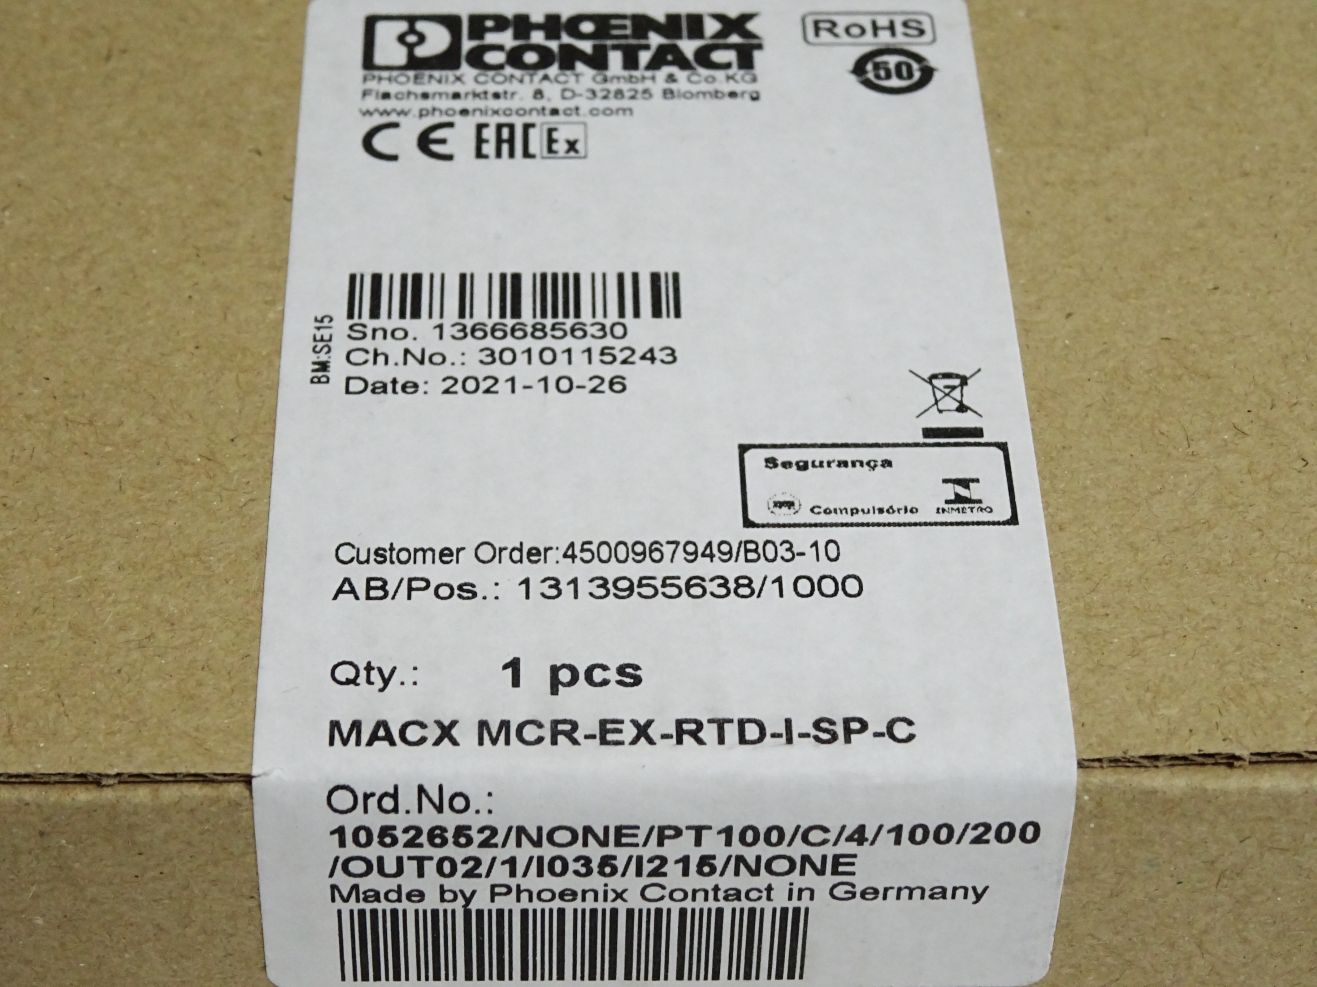 PHOENIX
CONTACT
RoHS
50
PHOENIX CONTACT GmbH & Co.KG
Flachsmarktstr. 8, D-32825 Blomberg
www.phoenixcontact.com
CE EAC Ex
BM:SE15
Sno. 1366685630
Ch.No.: 3010115243
Date: 2021-10-26
Segurança
Compulsório
INMETRO
Customer Order:4500967949/B03-10
AB/Pos.: 1313955638/1000
Qty.: 1 pcs
MACX MCR-EX-RTD-I-SP-C
Ord.No.:
1052652/NONE/PT100/C/4/100/200
/OUT02/1/I035/I215/NONE
Made by Phoenix Contact in Germany